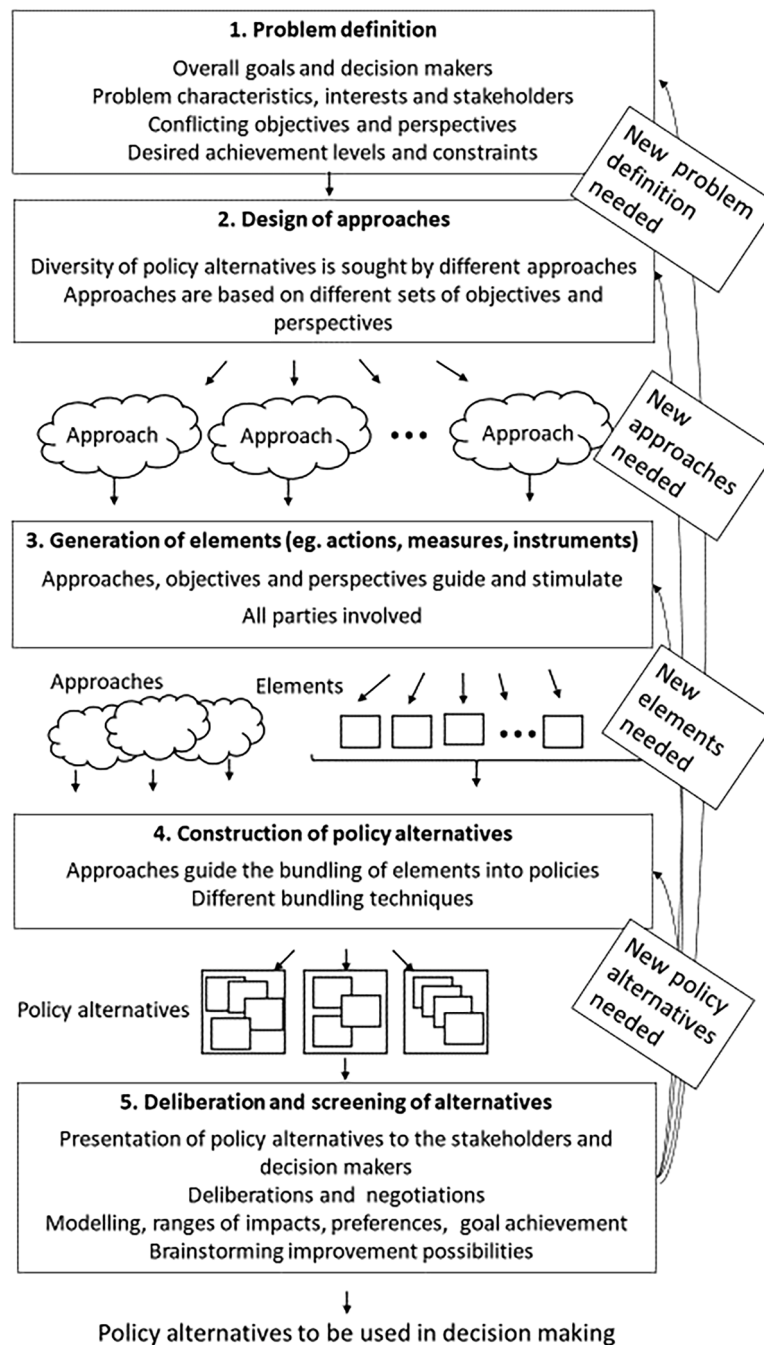 1. Problem definition
Overall goals and decision makers
Problem characteristics, interests and stakeholders
Conflicting objectives and perspectives
Desired achievement levels and constraints
New problem
definition
needed
2. Design of approaches
Diversity of policy alternatives is sought by different approaches
Approaches are based on different sets of objectives and
perspectives
Approach
Approach
•••
Approach
New
approaches
needed
3. Generation of elements (eg. actions, measures, instruments)
Approaches, objectives and perspectives guide and stimulate
All parties involved
Approaches
Elements
•••
New
elements
needed
4. Construction of policy alternatives
Approaches guide the bundling of elements into policies
Different bundling techniques
New policy
alternatives
needed
Policy alternatives
5. Deliberation and screening of alternatives
Presentation of policy alternatives to the stakeholders and
decision makers
Deliberations and negotiations
Modelling, ranges of impacts, preferences, goal achievement
Brainstorming improvement possibilities
Policy alternatives to be used in decision making